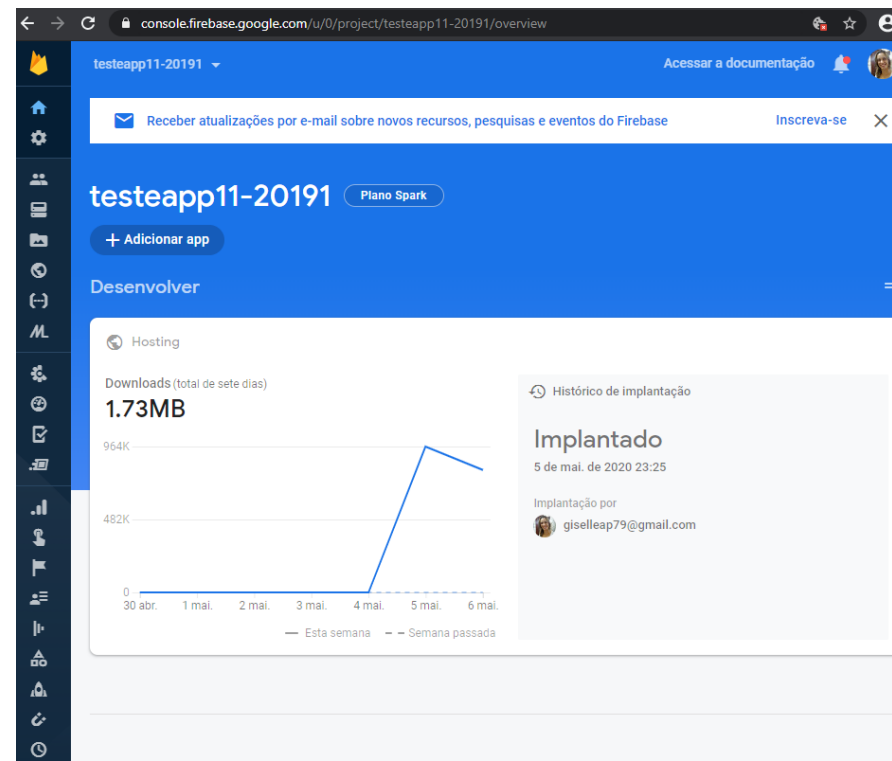 console.firebase.google.com/u/0/project/testeapp11-20191/overview
testeapp11-20191
Acessar a documentação
Receber atualizações por e-mail sobre novos recursos, pesquisas e eventos do Firebase
Inscreva-se
testeapp11-20191
Plano Spark
+ Adicionar app
Desenvolver
Hosting
Downloads (total de sete dias)
1.73MB
964K
482K
0
30 abr. 1 mai. 2 mai. 3 mai. 4 mai. 5 mai. 6 mai.
Esta semana Semana passada
Histórico de implantação
Implantado
5 de mai. de 2020 23:25
Implantação por
giselleap79@gmail.com